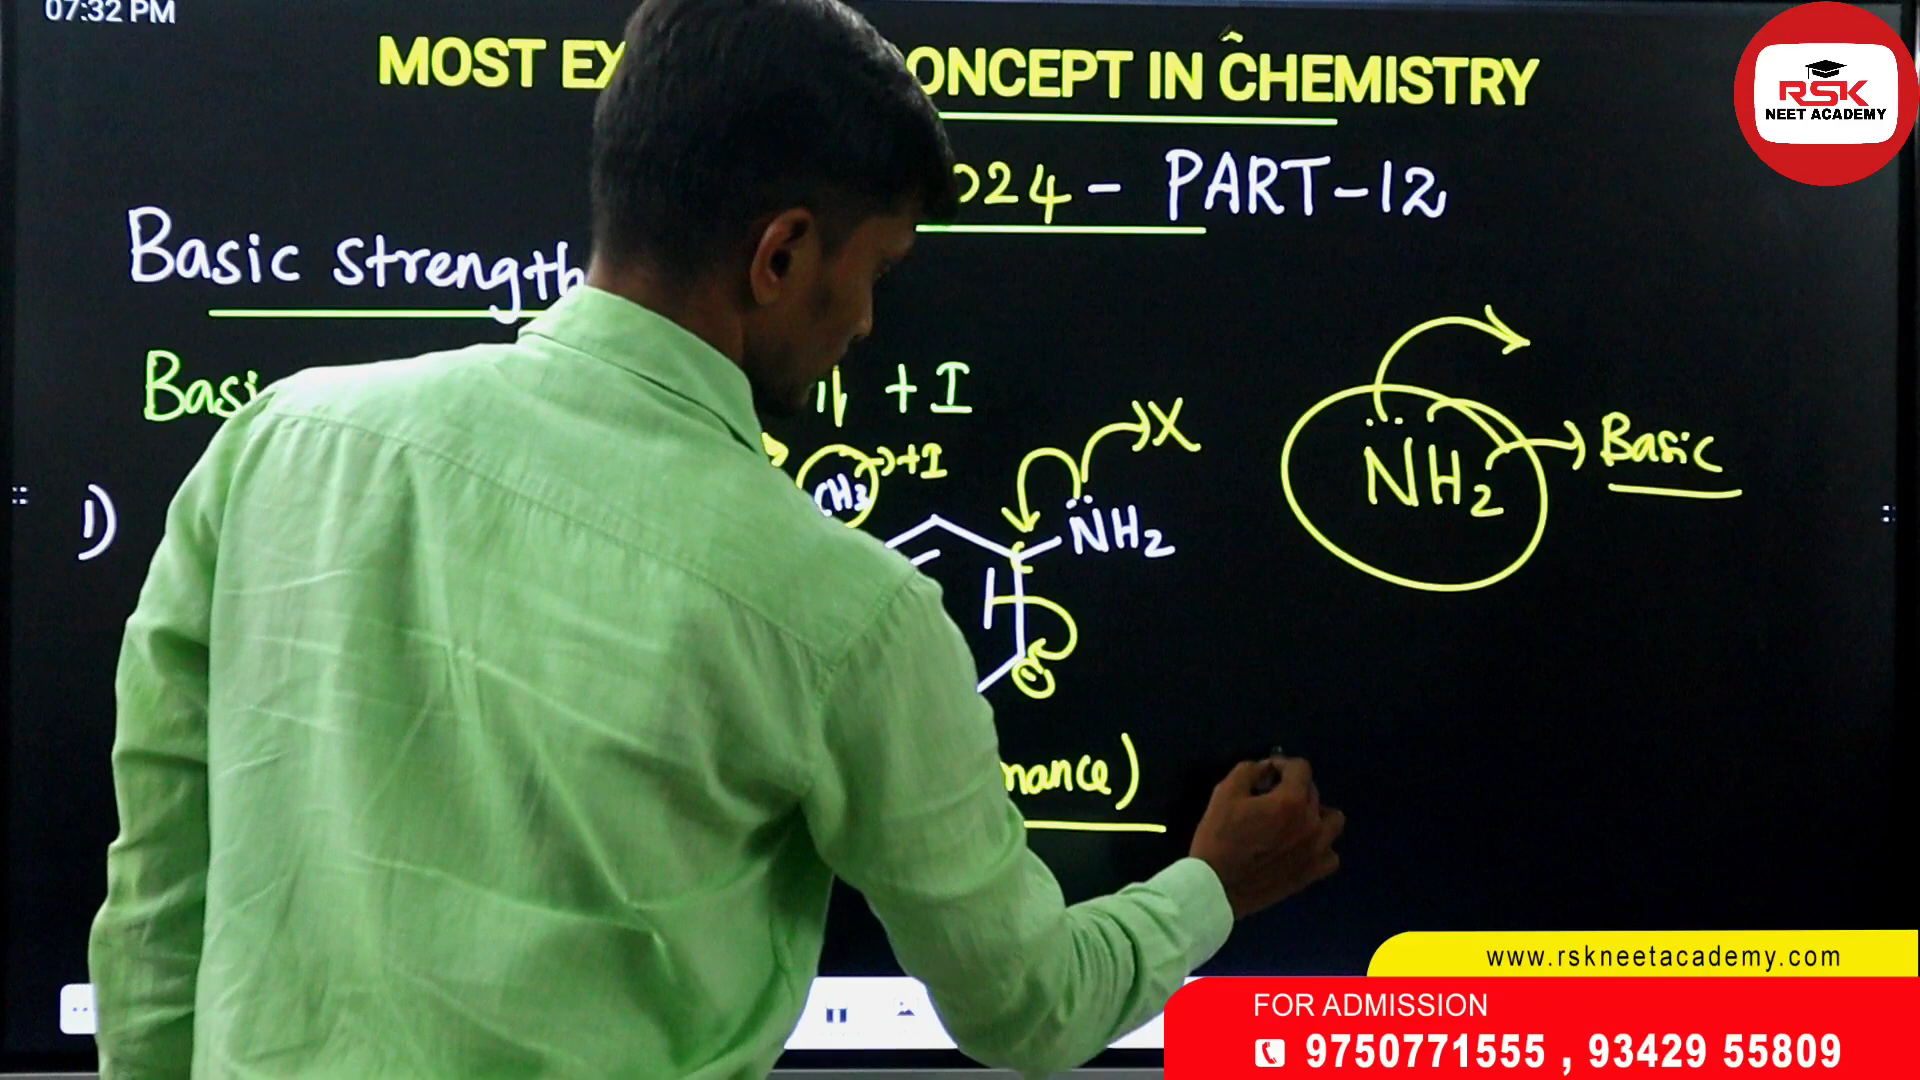 07:32 PM
MOST EX ONCEPT IN CHEMISTRY
RSK
NEET ACADEMY
024 - PART-12
Basic strength
Basi + I
CH3 → +I
X
NH2
NH2 → Basic
1)
nance)
www.rskneetacademy.com
FOR ADMISSION
9750771555 , 93429 55809